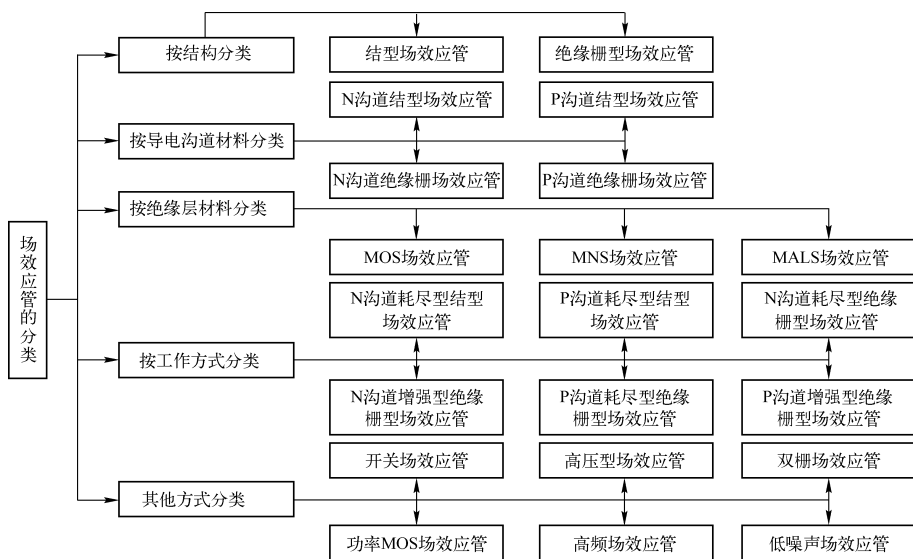 按结构分类
结型场效应管
绝缘栅型场效应管
N沟道结型场效应管
P沟道结型场效应管
按导电沟道材料分类
N沟道绝缘栅场效应管
P沟道绝缘栅场效应管
按绝缘层材料分类
场效应管的分类
MOS场效应管
MNS场效应管
MALS场效应管
N沟道耗尽型结型
场效应管
P沟道耗尽型结型
场效应管
N沟道耗尽型绝缘
栅型场效应管
按工作方式分类
N沟道增强型绝缘
栅型场效应管
P沟道耗尽型绝缘
栅型场效应管
P沟道增强型绝缘
栅型场效应管
开关场效应管
高压型场效应管
双栅场效应管
其他方式分类
功率MOS场效应管
高频场效应管
低噪声场效应管